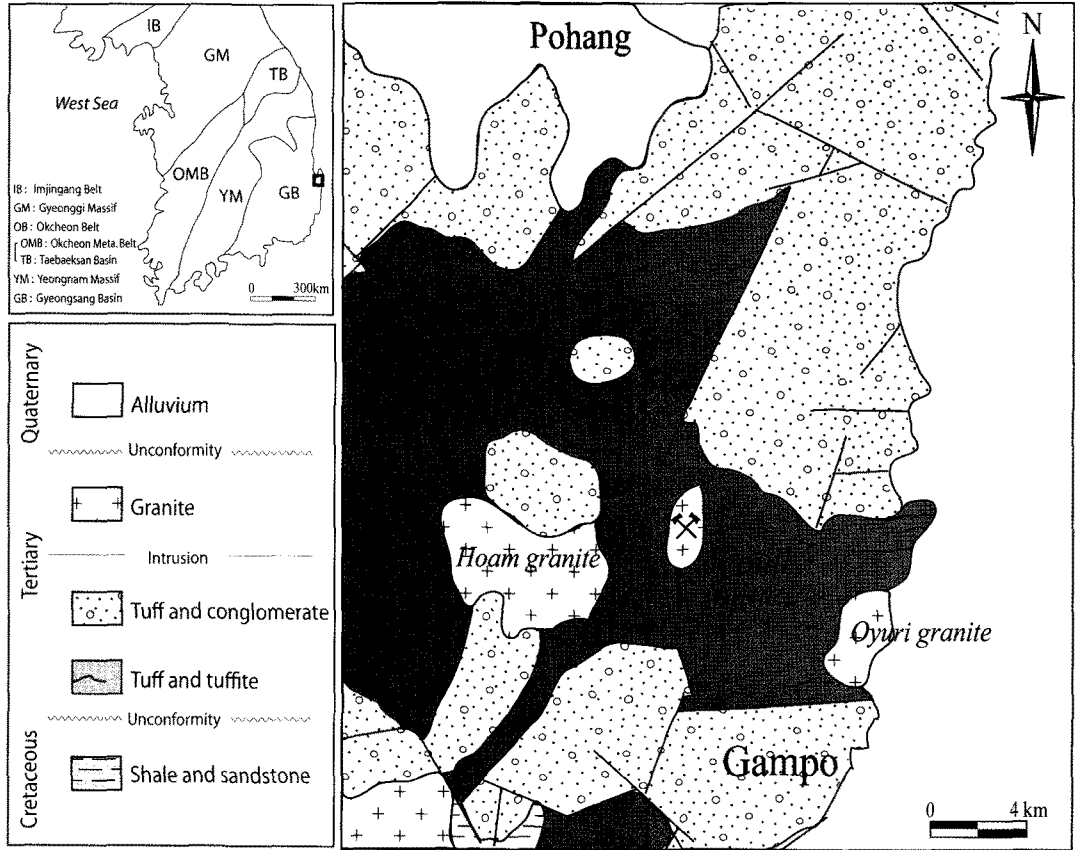 IB
GM
TB
West Sea
OMB
YM
GB
IB : Imjingang Belt
GM : Gyeonggi Massif
OB : Okcheon Belt
OMB : Okcheon Meta. Belt
TB : Taebaeksan Basin
YM : Yeongnam Massif
GB : Gyeongsang Basin
0 300km
Quaternary
Alluvium
Unconformity
Tertiary
Granite
Intrusion
Tuff and conglomerate
Tuff and tuffite
Unconformity
Cretaceous
Shale and sandstone
Pohang
N
Hoam granite
Oyuri granite
Gampo
0 4 km